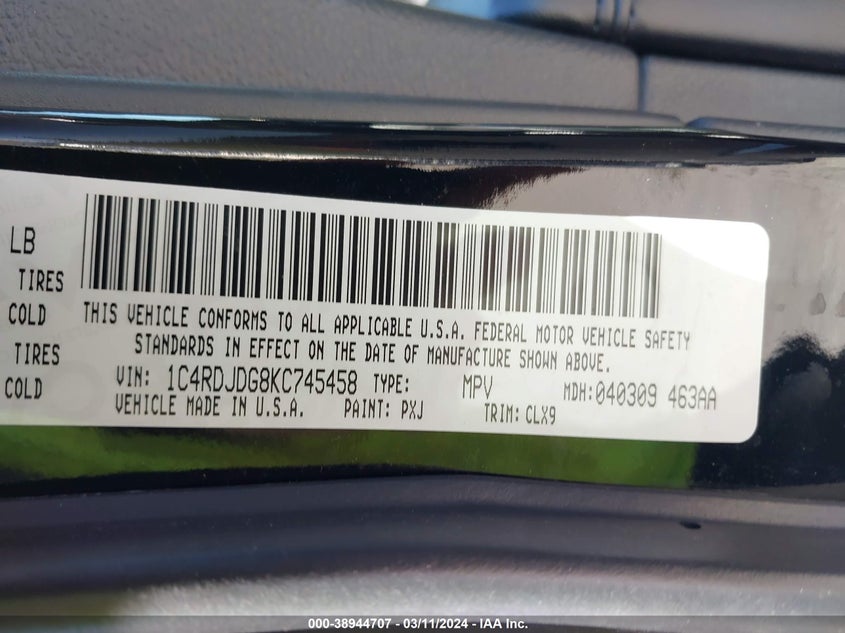 LB
TIRES
COLD
TIRES
COLD
THIS VEHICLE CONFORMS TO ALL APPLICABLE U.S.A. FEDERAL MOTOR VEHICLE SAFETY
STANDARDS IN EFFECT ON THE DATE OF MANUFACTURE SHOWN ABOVE.
VIN: 1C4RDJDG8KC745458 TYPE: MPV MDH:040309 463AA
VEHICLE MADE IN U.S.A. PAINT: PXJ TRIM: CLX9
000-38944707 - 03/11/2024 - IAAI.com